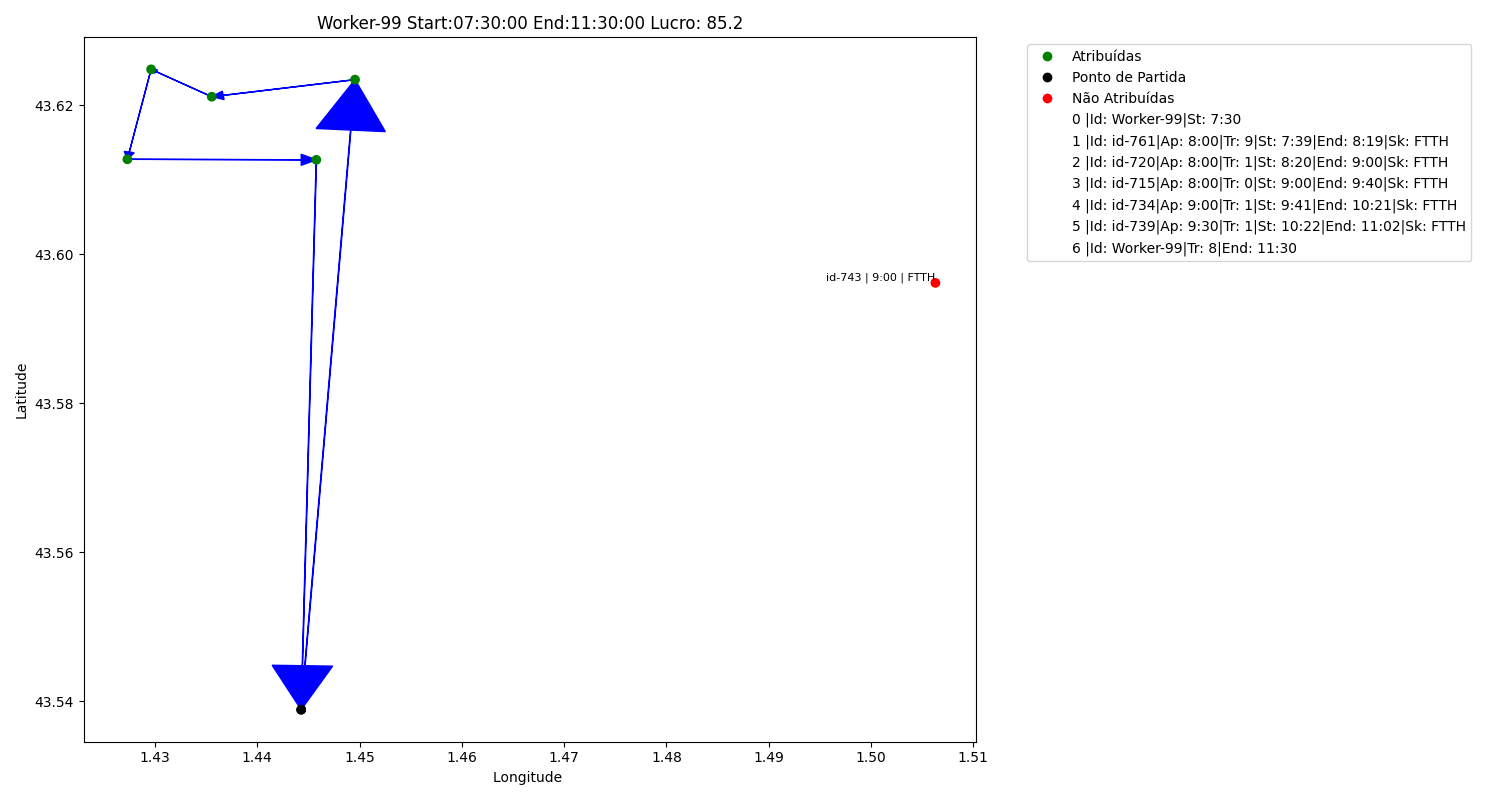 Worker-99 Start:07:30:00 End:11:30:00 Lucro: 85.2
Atribuídas
Ponto de Partida
Não Atribuídas
0 |Id: Worker-99|St: 7:30
1 |Id: id-761|Ap: 8:00|Tr: 9|St: 7:39|End: 8:19|Sk: FTTH
2 |Id: id-720|Ap: 8:00|Tr: 1|St: 8:20|End: 9:00|Sk: FTTH
3 |Id: id-715|Ap: 8:00|Tr: 0|St: 9:00|End: 9:40|Sk: FTTH
4 |Id: id-734|Ap: 9:00|Tr: 1|St: 9:41|End: 10:21|Sk: FTTH
5 |Id: id-739|Ap: 9:30|Tr: 1|St: 10:22|End: 11:02|Sk: FTTH
6 |Id: Worker-99|Tr: 8|End: 11:30
43.62
43.60
43.58
43.56
43.54
Latitude
id-743 | 9:00 | FTTH
1.43 1.44 1.45 1.46 1.47 1.48 1.49 1.50 1.51
Longitude